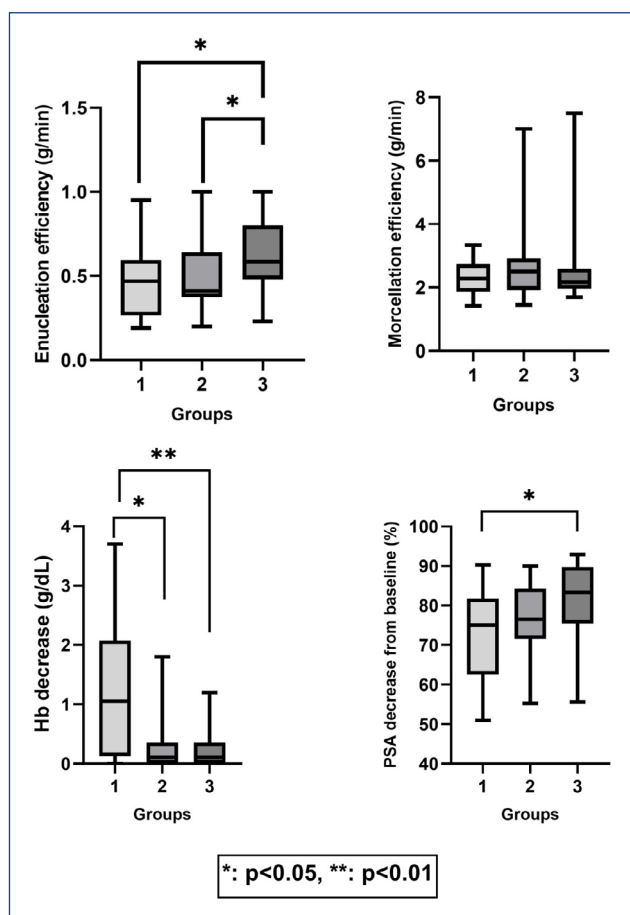 *
*
1.5
1.0
0.5
0.0
Enucleation efficiency (g/min)
1 2 3
Groups
8
6
4
2
0
Morcellation efficiency (g/min)
1 2 3
Groups
**
*
4
3
2
1
0
Hb decrease (g/dL)
1 2 3
Groups
*
100
90
80
70
60
50
40
PSA decrease from baseline (%)
1 2 3
Groups
*: p<0.05, **: p<0.01